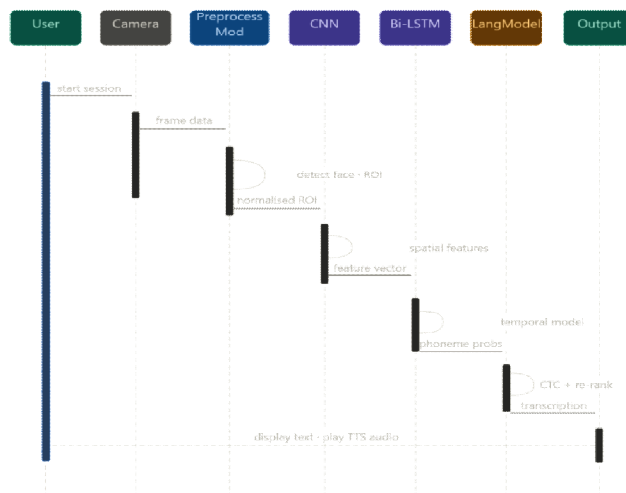 User
Camera
Preprocess
Mod
CNN
Bi-LSTM
LangModel
Output
start session
frame data
detect face · ROI
normalised ROI
spatial features
feature vector
temporal model
phoneme probs
CTC + re-rank
transcription
display text · play TTS audio